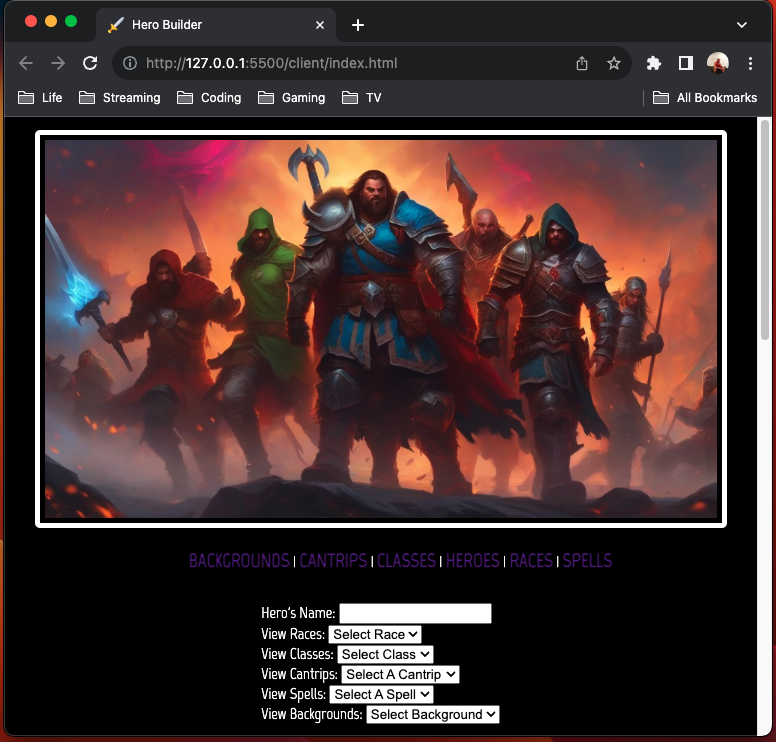 Hero Builder
http://127.0.0.1:5500/client/index.html
Life Streaming Coding Gaming TV All Bookmarks
BACKGROUNDS | CANTRIPS | CLASSES | HEROES | RACES | SPELLS
Hero's Name:
View Races: Select Race
View Classes: Select Class
View Cantrips: Select A Cantrip
View Spells: Select A Spell
View Backgrounds: Select Background